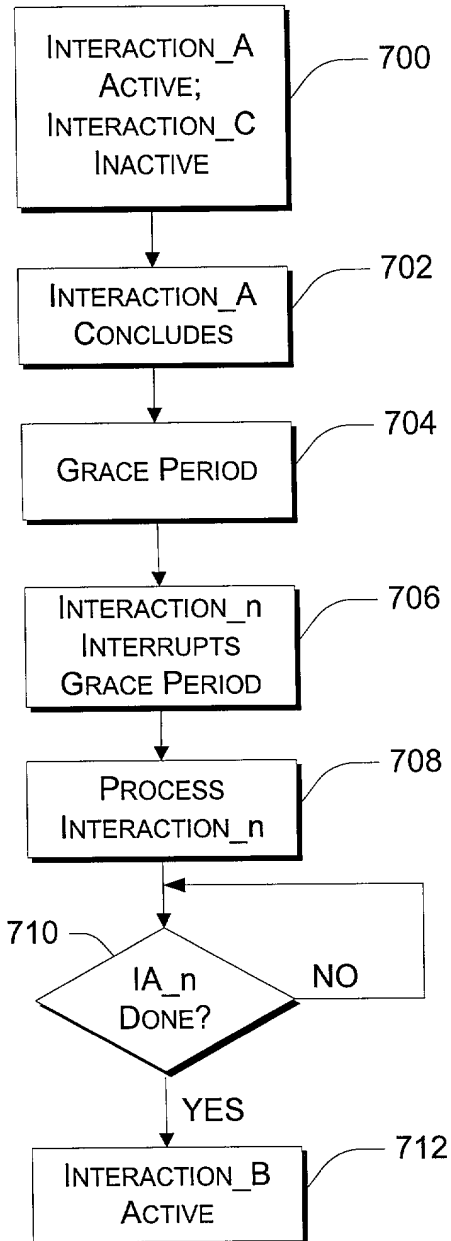 INTERACTION_A
ACTIVE;
INTERACTION_C
INACTIVE
700
INTERACTION_A
CONCLUDES
702
GRACE PERIOD
704
INTERACTION_n
INTERRUPTS
GRACE PERIOD
706
PROCESS
INTERACTION_n
708
710
IA_n
DONE?
NO
YES
INTERACTION_B
ACTIVE
712